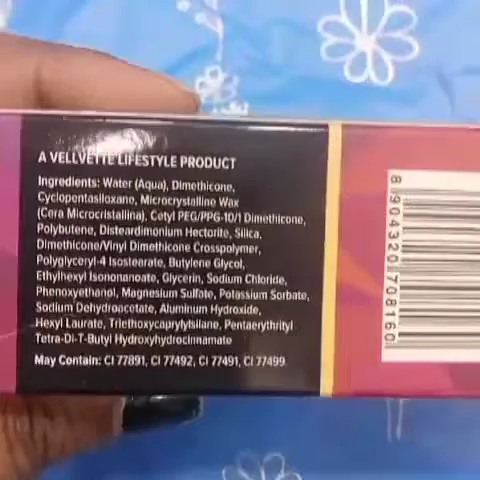 A VELLVETTE LIFESTYLE PRODUCT
Ingredients: Water (Aqua), Dimethicone,
Cyclopentasiloxane, Microcrystalline Wax
(Cera Microcristallina), Cetyl PEG/PPG-10/1 Dimethicone,
Polybutene, Disteardimonium Hectorite, Silica,
Dimethicone/Vinyl Dimethicone Crosspolymer,
Polyglyceryl-4 Isostearate, Butylene Glycol,
Ethylhexyl Isononanoate, Glycerin, Sodium Chloride,
Phenoxyethanol, Magnesium Sulfate, Potassium Sorbate,
Sodium Dehydroacetate, Aluminum Hydroxide,
Hexyl Laurate, Triethoxycaprylylsilane, Pentaerythrityl
Tetra-Di-T-Butyl Hydroxyhydrocinnamate
May Contain: CI 77891, CI 77492, CI 77491, CI 77499
8 904320 708160